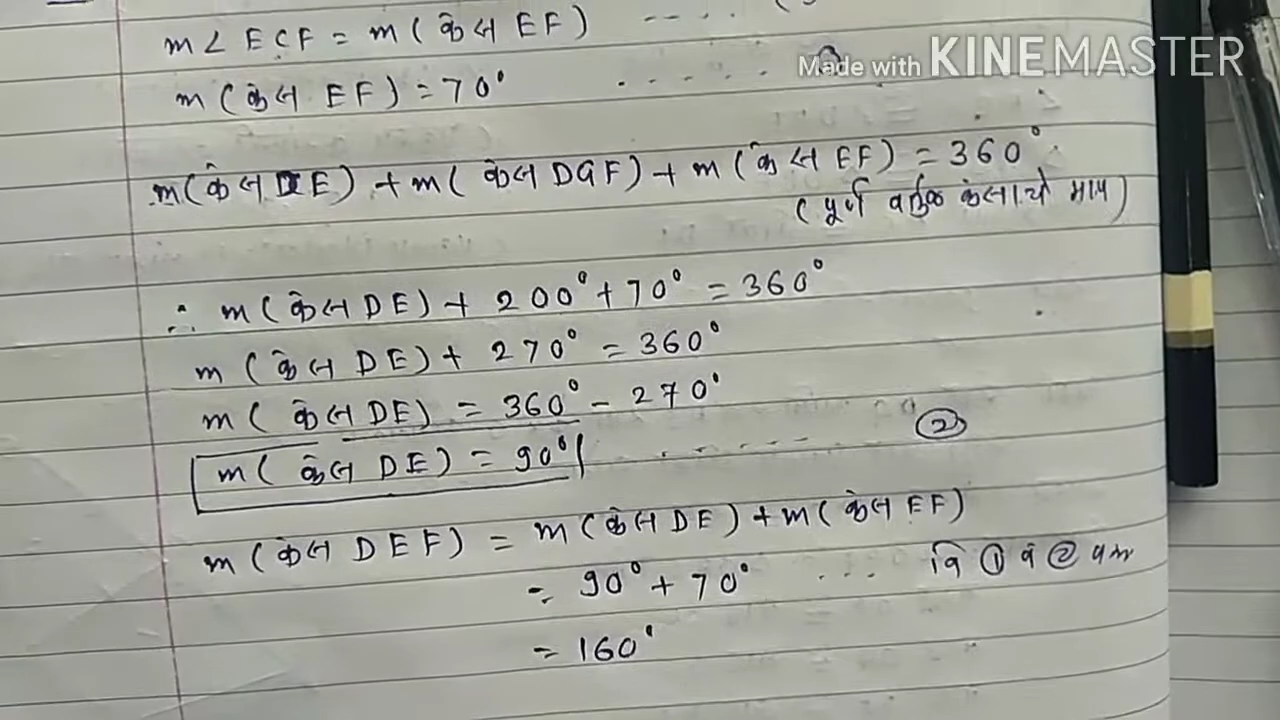 m∠ECF = m(कंस EF) .....
Made with KINEMASTER
m(कंस EF) = 70° ......
m(कंस DE) + m(कंस DGF) + m(कंस EF) = 360°
(पूर्ण वर्तुळ कंसाचे माप)
∴ m(कंस DE) + 200° + 70° = 360°
m(कंस DE) + 270° = 360°
m(कंस DE) = 360° - 270°
m(कंस DE) = 90° ...... ②
m(कंस DEF) = m(कंस DE) + m(कंस EF)
= 90° + 70° ... वि ① व ②
= 160°